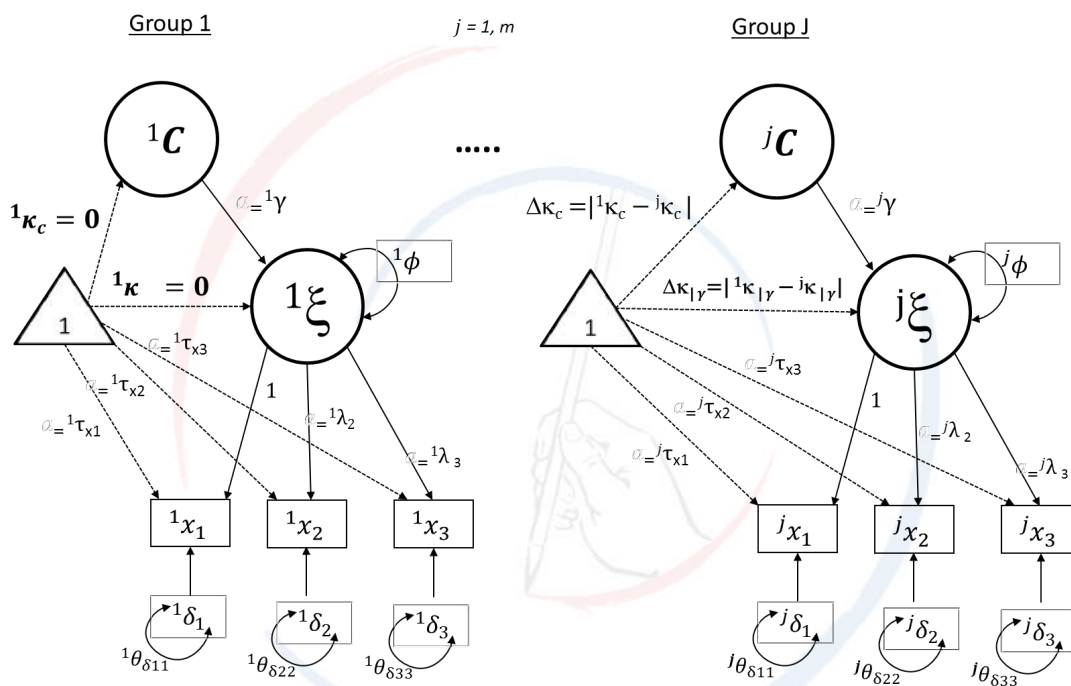 Group 1
j = 1, m
Group J
¹C
.....
ʲC
α=¹γ
α=ʲγ
¹κc = 0
Δκc =|¹κc − ʲκc|
¹κ = 0
Δκ|γ=|¹κ|γ − ʲκ|γ|
¹ϕ
ʲϕ
¹ξ
ʲξ
1
1
α=¹τx3
α=¹τx2
α=¹τx1
1
α=¹λ2
α=¹λ3
α=ʲτx3
α=ʲτx2
α=ʲτx1
1
α=ʲλ2
α=ʲλ3
¹x1
¹x2
¹x3
ʲx1
ʲx2
ʲx3
¹δ1
¹δ2
¹δ3
ʲδ1
ʲδ2
ʲδ3
¹θδ11
¹θδ22
¹θδ33
ʲθδ11
ʲθδ22
ʲθδ33